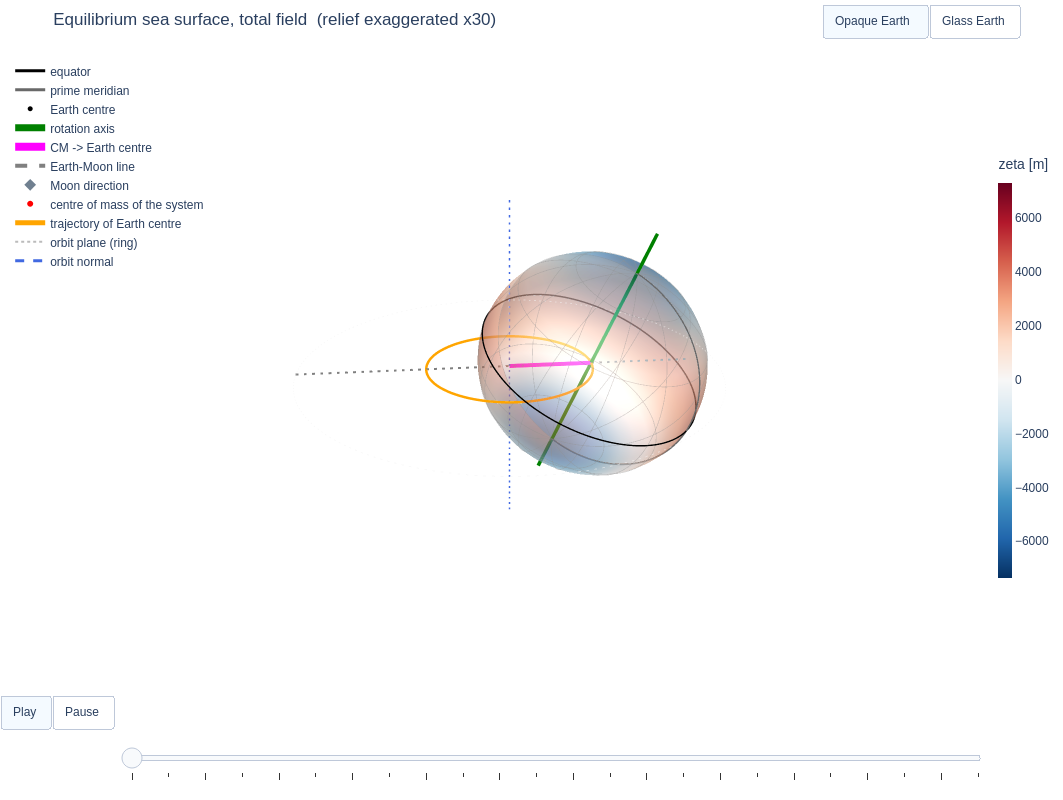 Equilibrium sea surface, total field  (relief exaggerated x30)
Opaque Earth
Glass Earth
equator
prime meridian
Earth centre
rotation axis
CM -> Earth centre
Earth-Moon line
Moon direction
centre of mass of the system
trajectory of Earth centre
orbit plane (ring)
orbit normal
zeta [m]
6000
4000
2000
0
−2000
−4000
−6000
Play
Pause